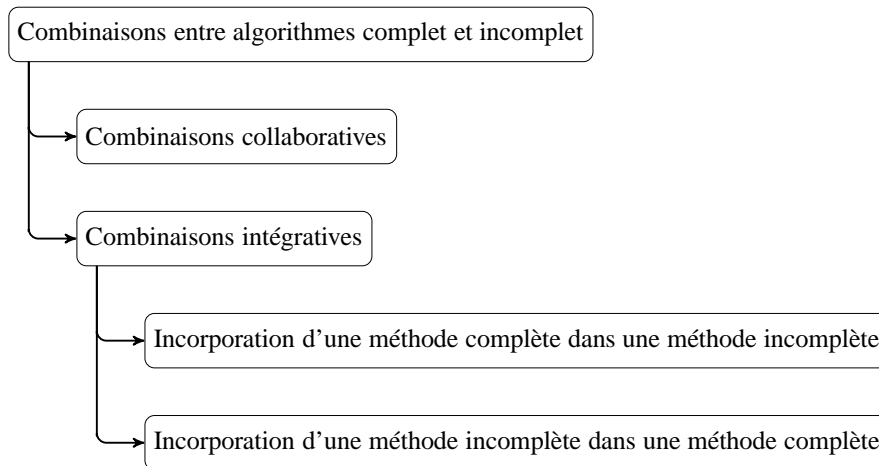 Combinaisons entre algorithmes complet et incomplet
Combinaisons collaboratives
Combinaisons intégratives
Incorporation d’une méthode complète dans une méthode incomplète
Incorporation d’une méthode incomplète dans une méthode complète